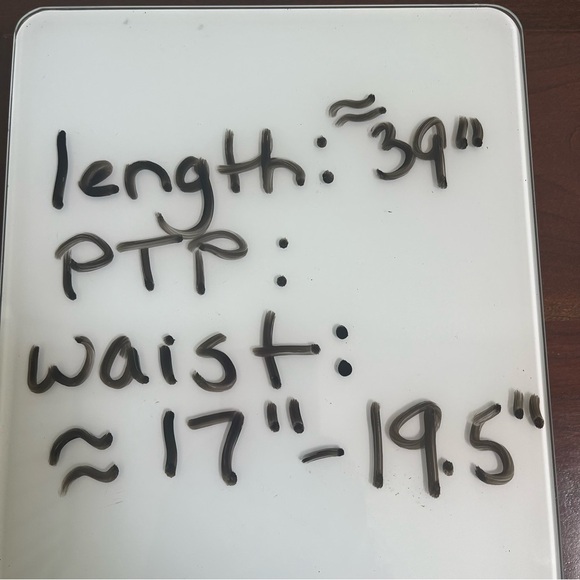 length: ≈39"
PTP:
waist:
≈17"-19.5"